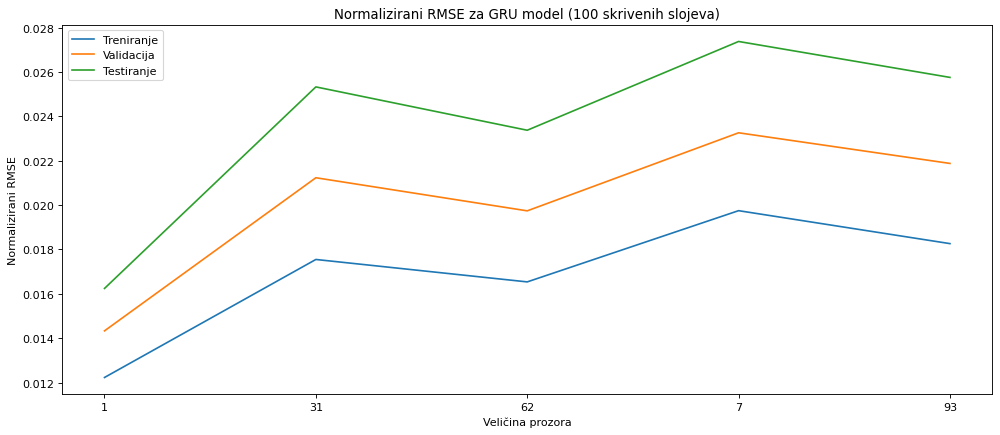 Normalizirani RMSE za GRU model (100 skrivenih slojeva)
Treniranje
Validacija
Testiranje
Normalizirani RMSE
0.028
0.026
0.024
0.022
0.020
0.018
0.016
0.014
0.012
1 31 62 7 93
Veličina prozora